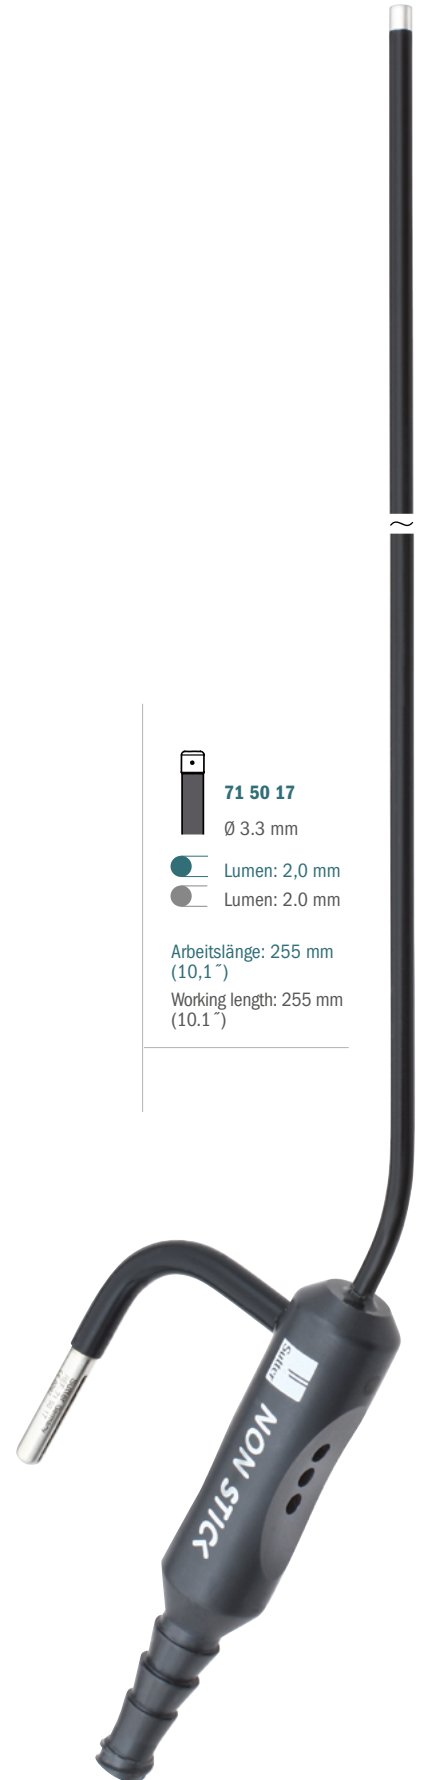 71 50 17
Ø 3.3 mm
Lumen: 2,0 mm
Lumen: 2.0 mm
Arbeitslänge: 255 mm
(10,1˝)
Working length: 255 mm
(10.1˝)
Sutter
NON STICK